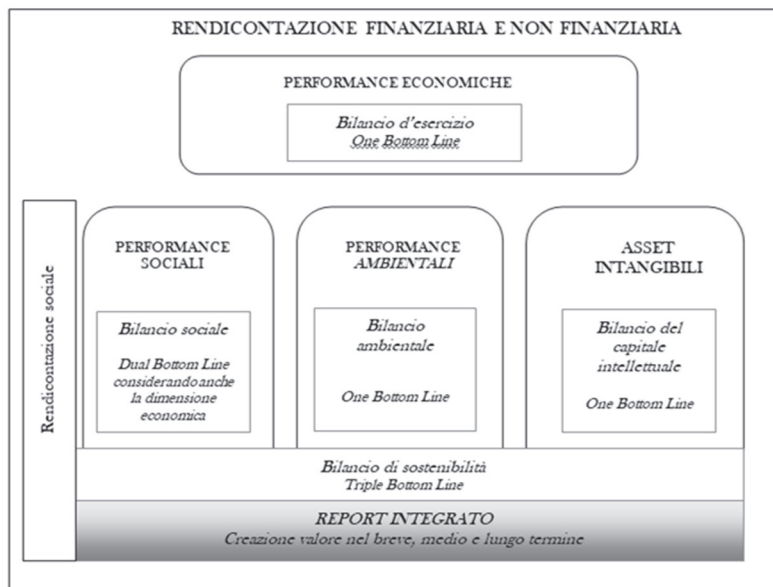 RENDICONTAZIONE FINANZIARIA E NON FINANZIARIA
PERFORMANCE ECONOMICHE
Bilancio d'esercizio
One Bottom Line
Rendicontazione sociale
PERFORMANCE
SOCIALI
Bilancio sociale
Dual Bottom Line
considerando anche
la dimensione
economica
PERFORMANCE
AMBIENTALI
Bilancio
ambientale
One Bottom Line
ASSET
INTANGIBILI
Bilancio del
capitale
intellettuale
One Bottom Line
Bilancio di sostenibilità
Triple Bottom Line
REPORT INTEGRATO
Creazione valore nel breve, medio e lungo termine